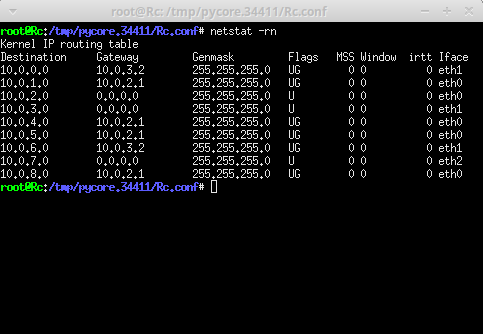 root@Rc: /tmp/pycore.34411/Rc.conf
root@Rc:/tmp/pycore.34411/Rc.conf# netstat -rn
Kernel IP routing table
Destination Gateway Genmask Flags MSS Window irtt Iface
10.0.0.0 10.0.3.2 255.255.255.0 UG 0 0 0 eth1
10.0.1.0 10.0.2.1 255.255.255.0 UG 0 0 0 eth0
10.0.2.0 0.0.0.0 255.255.255.0 U 0 0 0 eth0
10.0.3.0 0.0.0.0 255.255.255.0 U 0 0 0 eth1
10.0.4.0 10.0.2.1 255.255.255.0 UG 0 0 0 eth0
10.0.5.0 10.0.2.1 255.255.255.0 UG 0 0 0 eth0
10.0.6.0 10.0.3.2 255.255.255.0 UG 0 0 0 eth1
10.0.7.0 0.0.0.0 255.255.255.0 U 0 0 0 eth2
10.0.8.0 10.0.2.1 255.255.255.0 UG 0 0 0 eth0
root@Rc:/tmp/pycore.34411/Rc.conf#